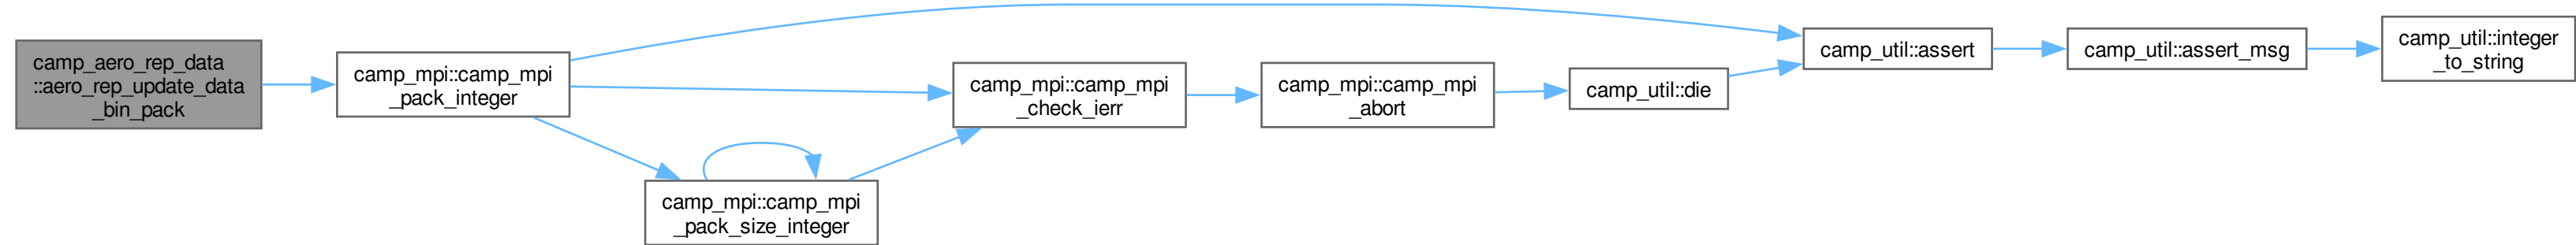 camp_aero_rep_data
::aero_rep_update_data
_bin_pack
camp_mpi::camp_mpi
_pack_integer
camp_mpi::camp_mpi
_pack_size_integer
camp_mpi::camp_mpi
_check_ierr
camp_mpi::camp_mpi
_abort
camp_util::die
camp_util::assert
camp_util::assert_msg
camp_util::integer
_to_string